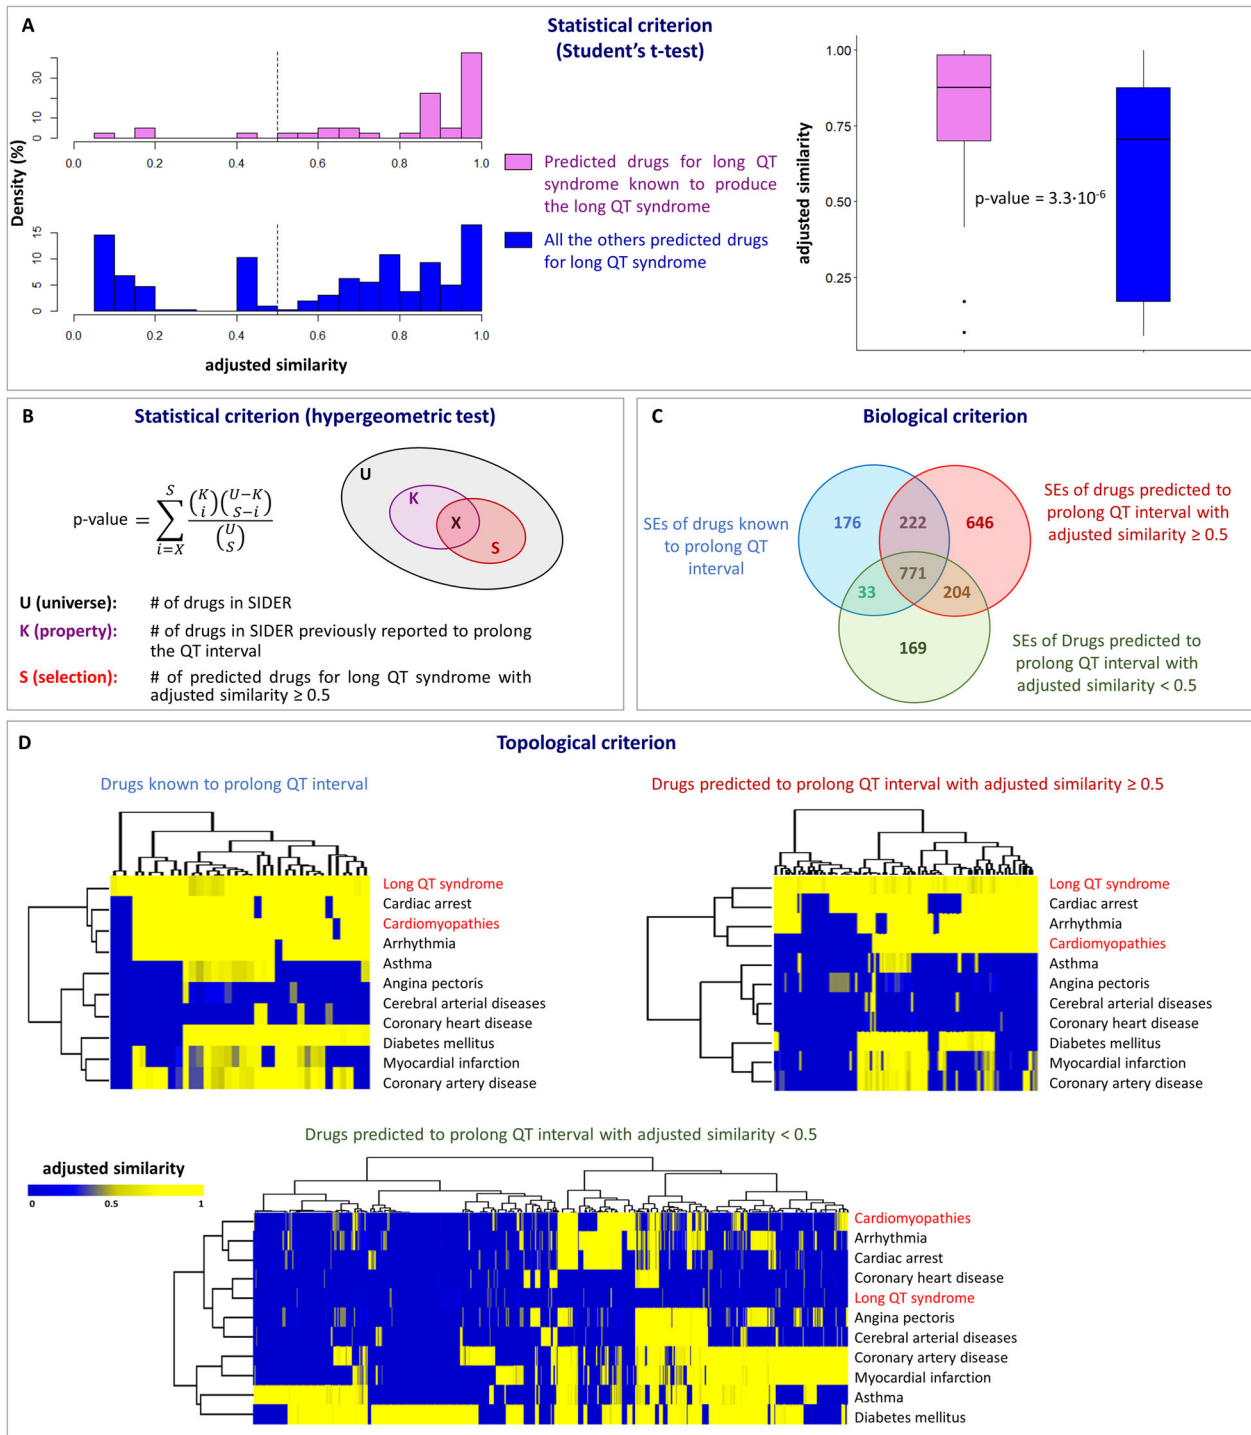 A
Statistical criterion
(Student's t-test)
Density (%)
30
10
0
0.0 0.2 0.4 0.6 0.8 1.0
15
10
5
0
0.0 0.2 0.4 0.6 0.8 1.0
adjusted similarity
Predicted drugs for long QT
syndrome known to produce
the long QT syndrome
All the others predicted drugs
for long QT syndrome
adjusted similarity
1.00
0.75
0.50
0.25
p-value = 3.3·10⁻⁶
B
Statistical criterion (hypergeometric test)
p-value = \sum_{i=X}^{S} \frac{\binom{K}{i}\binom{U-K}{S-i}}{\binom{U}{S}}
U
K
X
S
U (universe): # of drugs in SIDER
K (property): # of drugs in SIDER previously reported to prolong
the QT interval
S (selection): # of predicted drugs for long QT syndrome with
adjusted similarity ≥ 0.5
C
Biological criterion
SEs of drugs known
to prolong QT
interval
176
222
646
771
33
204
169
SEs of drugs predicted to
prolong QT interval with
adjusted similarity ≥ 0.5
SEs of Drugs predicted to
prolong QT interval with
adjusted similarity < 0.5
D
Topological criterion
Drugs known to prolong QT interval
Long QT syndrome
Cardiac arrest
Cardiomyopathies
Arrhythmia
Asthma
Angina pectoris
Cerebral arterial diseases
Coronary heart disease
Diabetes mellitus
Myocardial infarction
Coronary artery disease
Drugs predicted to prolong QT interval with adjusted similarity ≥ 0.5
Long QT syndrome
Cardiac arrest
Arrhythmia
Cardiomyopathies
Asthma
Angina pectoris
Cerebral arterial diseases
Coronary heart disease
Diabetes mellitus
Myocardial infarction
Coronary artery disease
Drugs predicted to prolong QT interval with adjusted similarity < 0.5
adjusted similarity
0 0.5 1
Cardiomyopathies
Arrhythmia
Cardiac arrest
Coronary heart disease
Long QT syndrome
Angina pectoris
Cerebral arterial diseases
Coronary artery disease
Myocardial infarction
Asthma
Diabetes mellitus